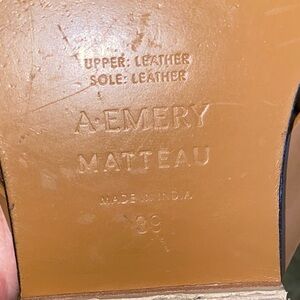 UPPER: LEATHER
SOLE: LEATHER
A·EMERY
MATTEAU
MADE IN INDIA
39